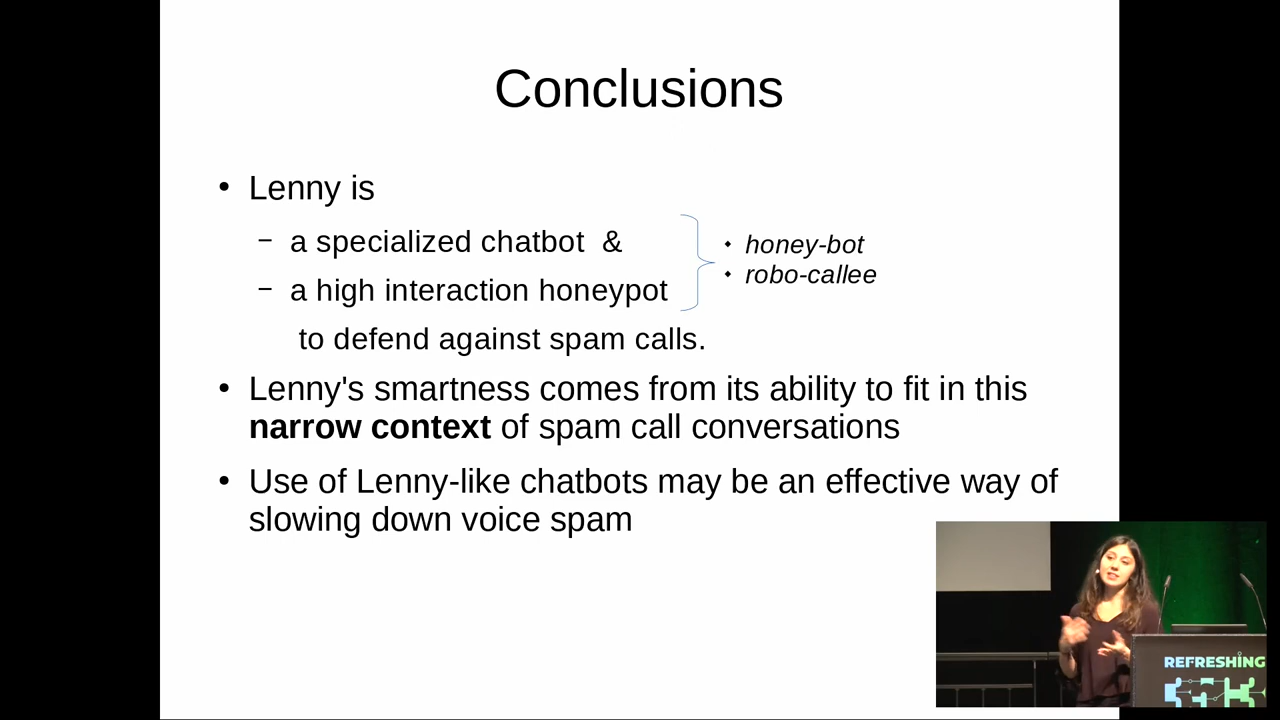 Conclusions
• Lenny is
– a specialized chatbot &
– a high interaction honeypot
• honey-bot
• robo-callee
to defend against spam calls.
• Lenny's smartness comes from its ability to fit in this
narrow context of spam call conversations
• Use of Lenny-like chatbots may be an effective way of
slowing down voice spam
REFRESHING